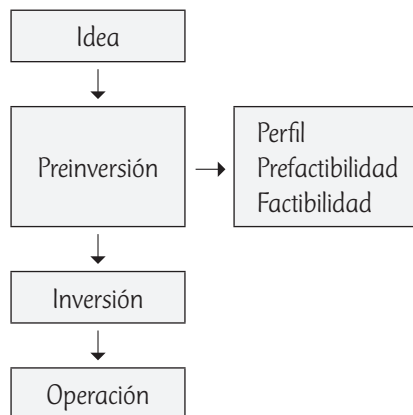 Idea
Preinversión
Perfil
Prefactibilidad
Factibilidad
Inversión
Operación